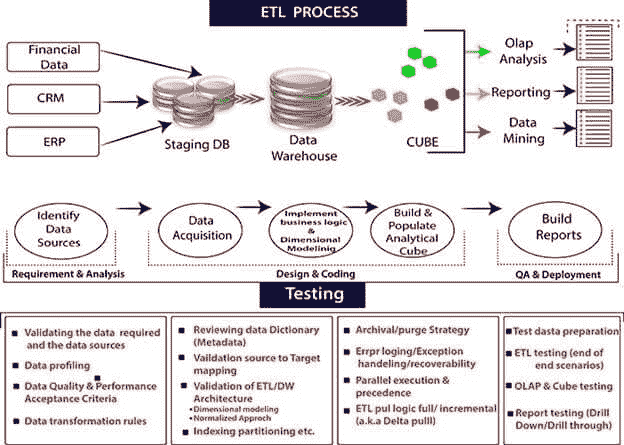 ETL PROCESS
Financial
Data
CRM
ERP
Staging DB
Data
Warehouse
CUBE
Olap
Analysis
Reporting
Data
Mining
Identify
Data
Sources
Data
Acquisition
Implement
business logic
& Dimensional
Modelinig
Build &
Populate
Analytical
Cube
Build
Reports
Requirement & Analysis
Design & Coding
QA & Deployment
Testing
Validating the data required
and the data sources
Data profiling
Data Quality & Performance
Acceptance Criteria
Data transformation rules
Reviewing data Dictionary
(Metadata)
Vaildation source to Target
mapping
Validation of ETL/DW
Architecture
Dimensional modeling
Normalized Approch
Indexing partitioning etc.
Archival/purge Strategy
Errpr loging/Exception
handeling/recoverability
Parallel execution &
precedence
ETL pul logic full/ incremental
(a.k.a Delta pulll)
Test dasta preparation
ETL testing (end of
end scenarios)
OLAP & Cube testing
Report testing (Drill
Down/Drill through)